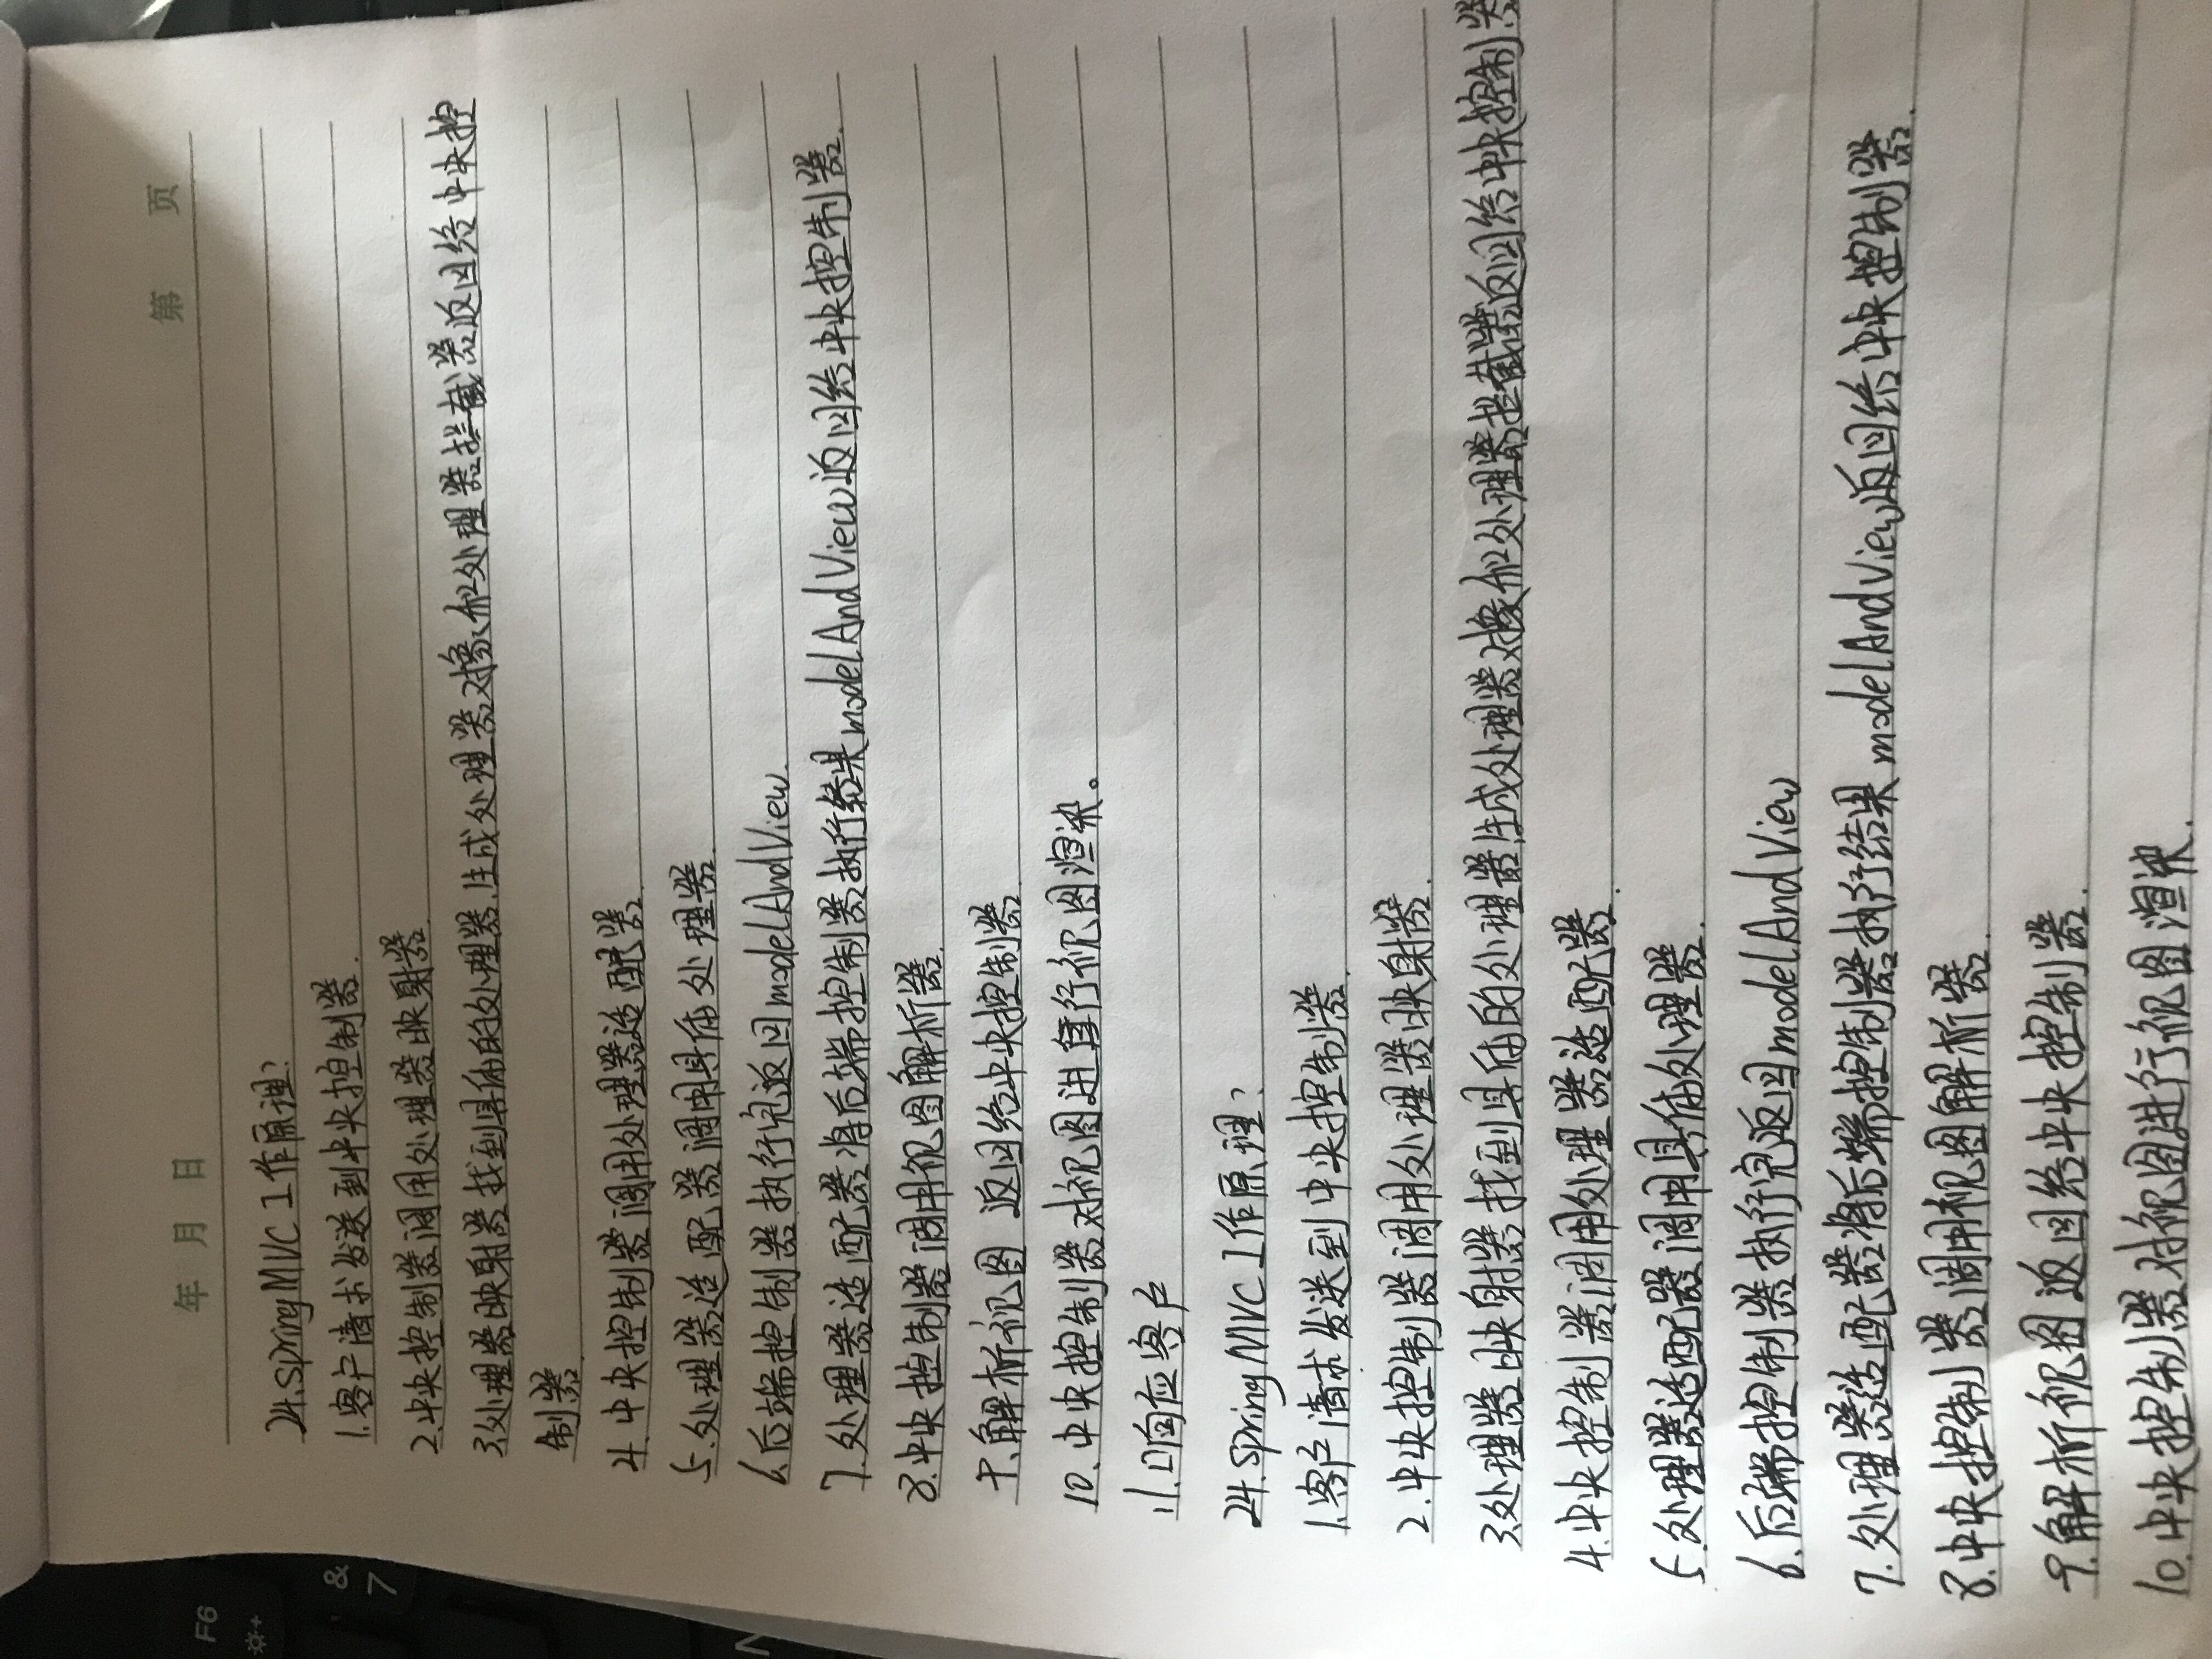 年 月 日 第 页
24.springMVC工作原理?
1.客户请求发送到中央控制器.
2.中央控制器调用处理器映射器.
3.处理器映射器找到具体的处理器.生成处理器对象和处理器拦截器返回给中央控
制器.
4.中央控制器调用处理器适配器.
5.处理器适配器调用具体处理器.
6.后端控制器执行完返回modelAndView.
7.处理器适配器将后端控制器执行结果modelAndView返回给中央控制器.
8.中央控制器调用视图解析器.
9.解析视图 返回给中央控制器.
10.中央控制器对视图进行视图渲染。
11.响应客户
24.springMVC工作原理?
1.客户请求发送到中央控制器.
2.中央控制器调用处理器映射器.
3.处理器映射器找到具体的处理器生成处理器对象和处理器拦截器返回给中央控制器
4.中央控制器调用处理器适配器.
5.处理器适配器调用具体处理器.
6.后端控制器执行完返回modelAndView
7.处理器适配器将后端控制器执行结果modelAndView返回给中央控制器.
8.中央控制器调用视图解析器.
9.解析视图返回给中央控制器.
10.中央控制器对视图进行视图渲染.
F6
&
7
N